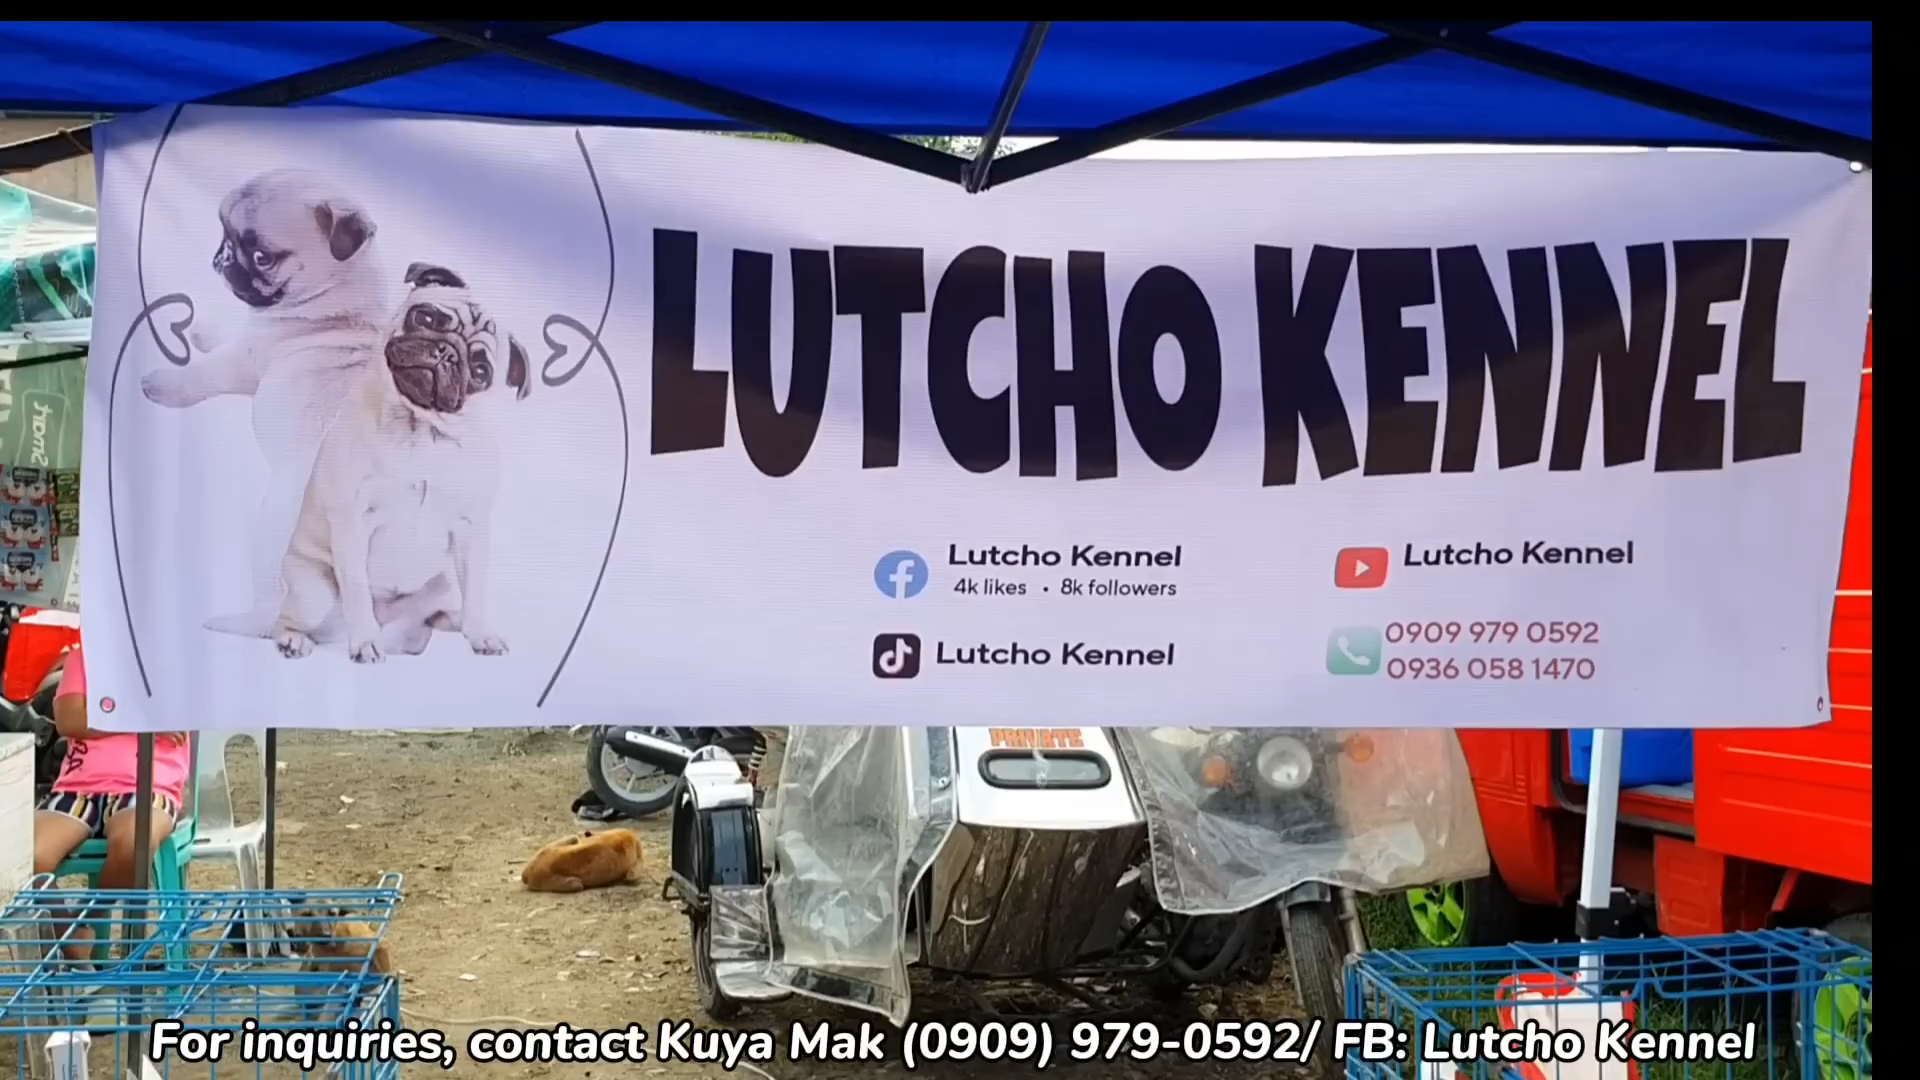 LUTCHO KENNEL
Lutcho Kennel
4k likes • 8k followers
Lutcho Kennel
Lutcho Kennel
0909 979 0592
0936 058 1470
smart
PRIVATE
For inquiries, contact Kuya Mak (0909) 979-0592/ FB: Lutcho Kennel